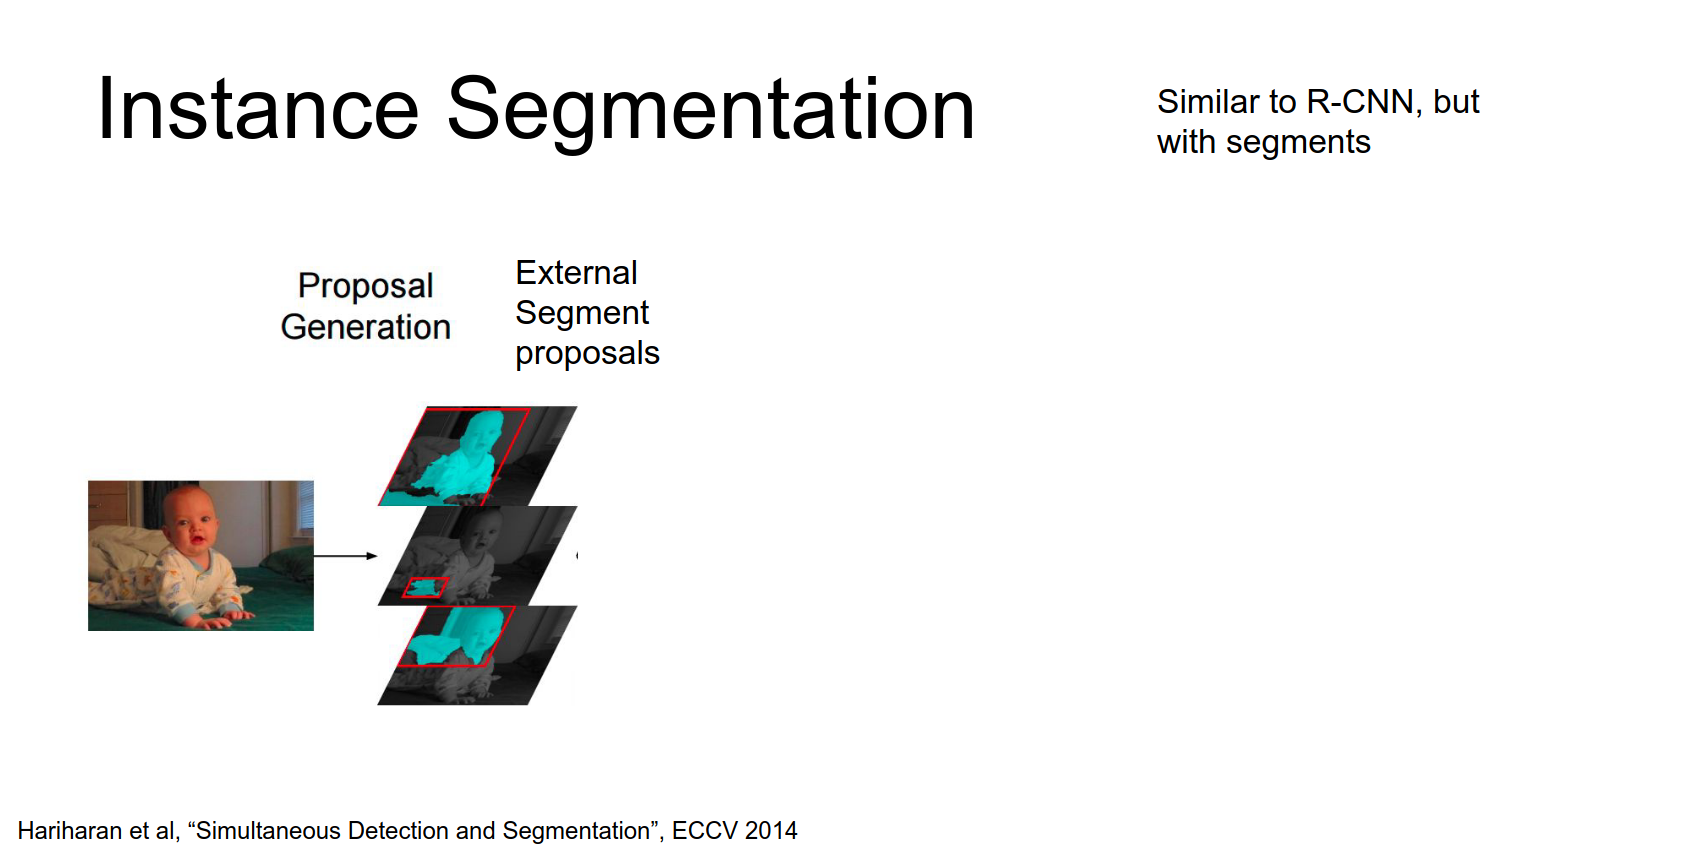 Instance Segmentation
Similar to R-CNN, but
with segments
Proposal
Generation
External
Segment
proposals
Hariharan et al, “Simultaneous Detection and Segmentation”, ECCV 2014